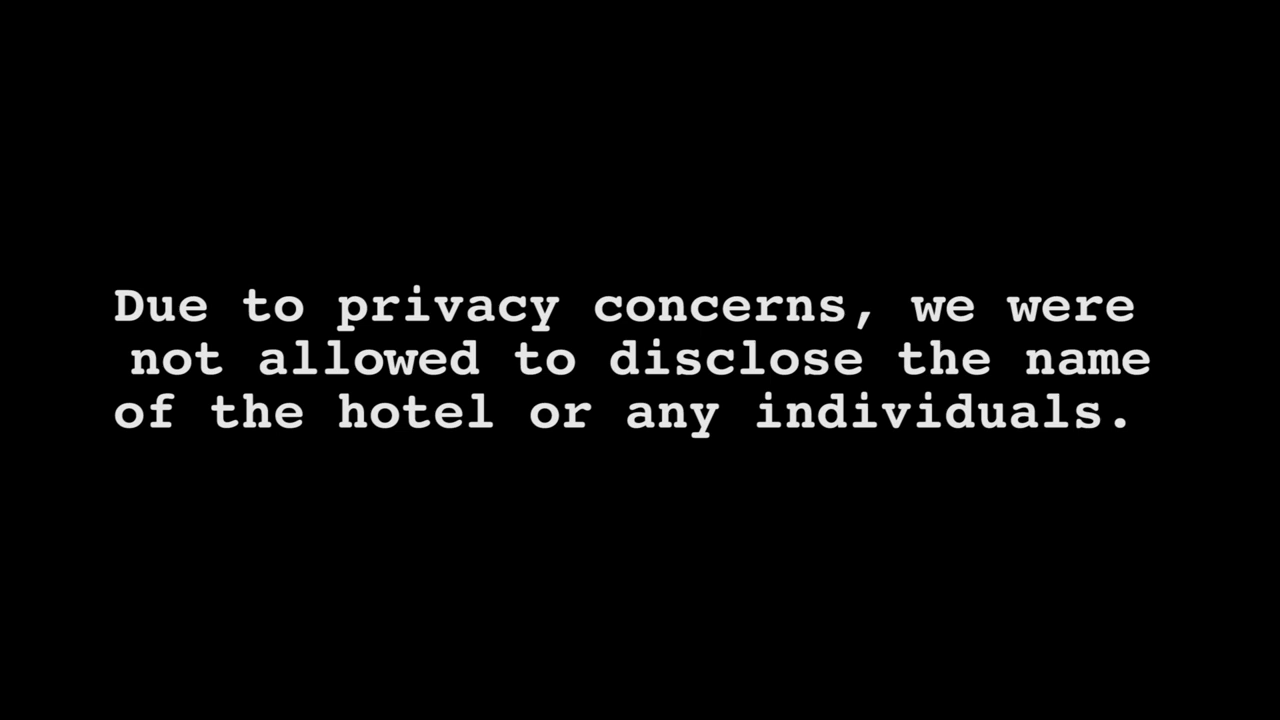 Due to privacy concerns, we were
not allowed to disclose the name
of the hotel or any individuals.